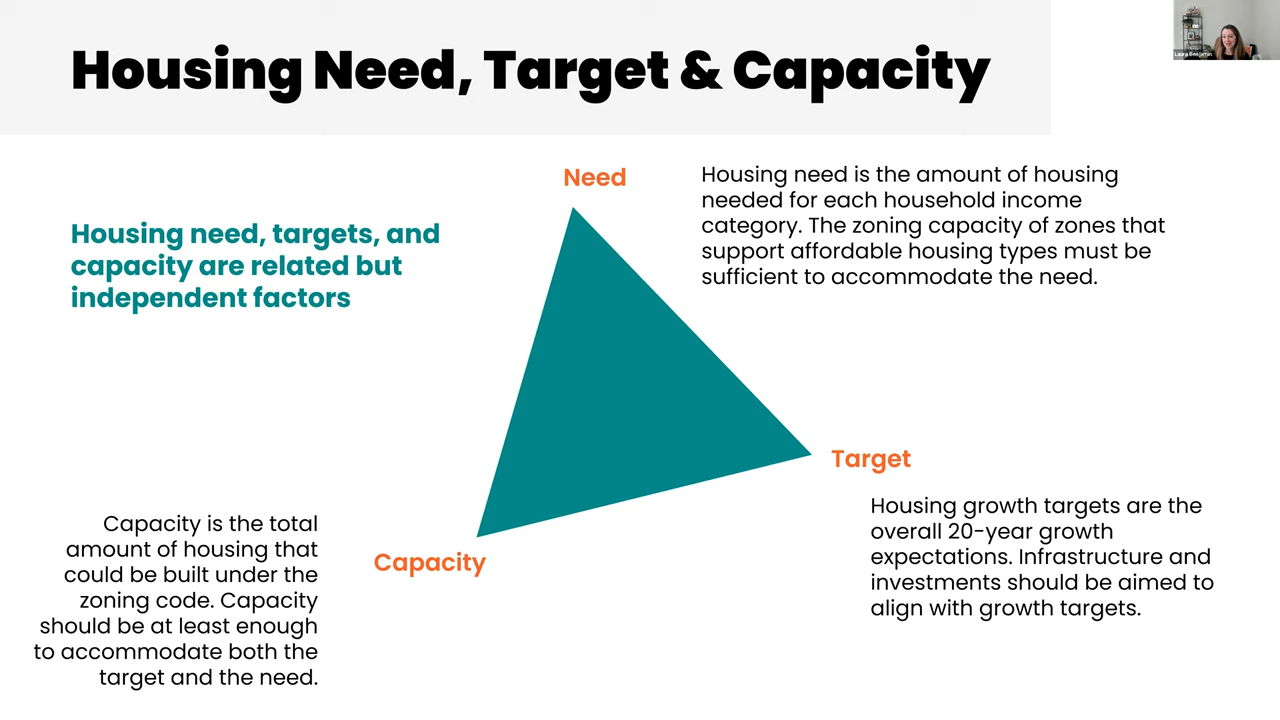 Housing Need, Target & Capacity
Laura Benjamin
Need
Housing need is the amount of housing
needed for each household income
category. The zoning capacity of zones that
support affordable housing types must be
sufficient to accommodate the need.
Housing need, targets, and
capacity are related but
independent factors
Target
Housing growth targets are the
overall 20-year growth
expectations. Infrastructure and
investments should be aimed to
align with growth targets.
Capacity
Capacity is the total
amount of housing that
could be built under the
zoning code. Capacity
should be at least enough
to accommodate both the
target and the need.